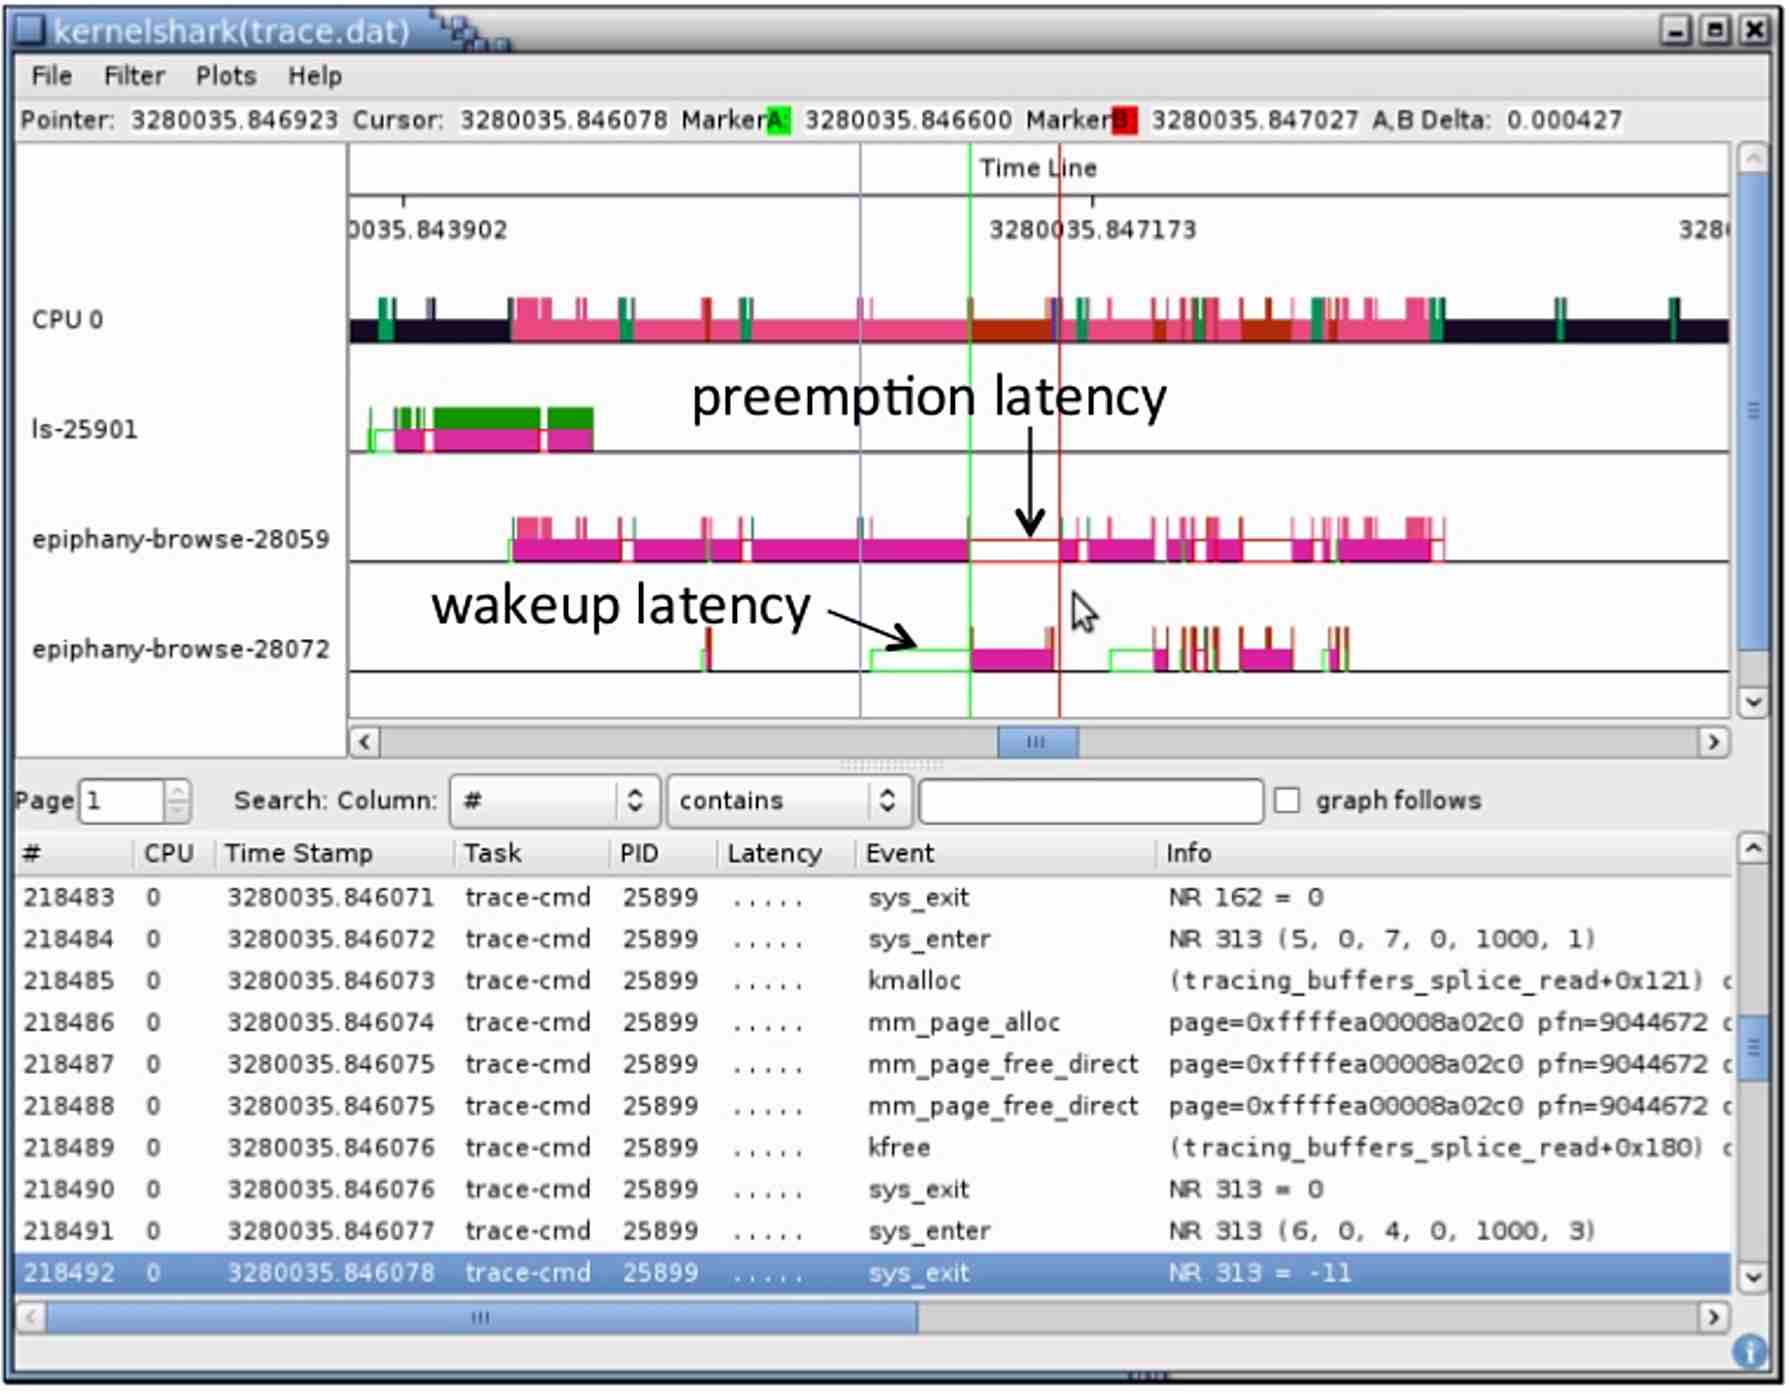 kernelshark(trace.dat)
File Filter Plots Help
Pointer: 3280035.846923 Cursor: 3280035.846078 MarkerA: 3280035.846600 MarkerB: 3280035.847027 A,B Delta: 0.000427
Time Line
0035.843902 3280035.847173 328
CPU 0
preemption latency
ls-25901
epiphany-browse-28059
wakeup latency
epiphany-browse-28072
Page 1 Search: Column: # contains graph follows
# CPU Time Stamp Task PID Latency Event Info
218483 0 3280035.846071 trace-cmd 25899 ..... sys_exit NR 162 = 0
218484 0 3280035.846072 trace-cmd 25899 ..... sys_enter NR 313 (5, 0, 7, 0, 1000, 1)
218485 0 3280035.846073 trace-cmd 25899 ..... kmalloc (tracing_buffers_splice_read+0x121) c
218486 0 3280035.846074 trace-cmd 25899 ..... mm_page_alloc page=0xffffea00008a02c0 pfn=9044672 c
218487 0 3280035.846075 trace-cmd 25899 ..... mm_page_free_direct page=0xffffea00008a02c0 pfn=9044672 c
218488 0 3280035.846075 trace-cmd 25899 ..... mm_page_free_direct page=0xffffea00008a02c0 pfn=9044672 c
218489 0 3280035.846076 trace-cmd 25899 ..... kfree (tracing_buffers_splice_read+0x180) c
218490 0 3280035.846076 trace-cmd 25899 ..... sys_exit NR 313 = 0
218491 0 3280035.846077 trace-cmd 25899 ..... sys_enter NR 313 (6, 0, 4, 0, 1000, 3)
218492 0 3280035.846078 trace-cmd 25899 ..... sys_exit NR 313 = -11